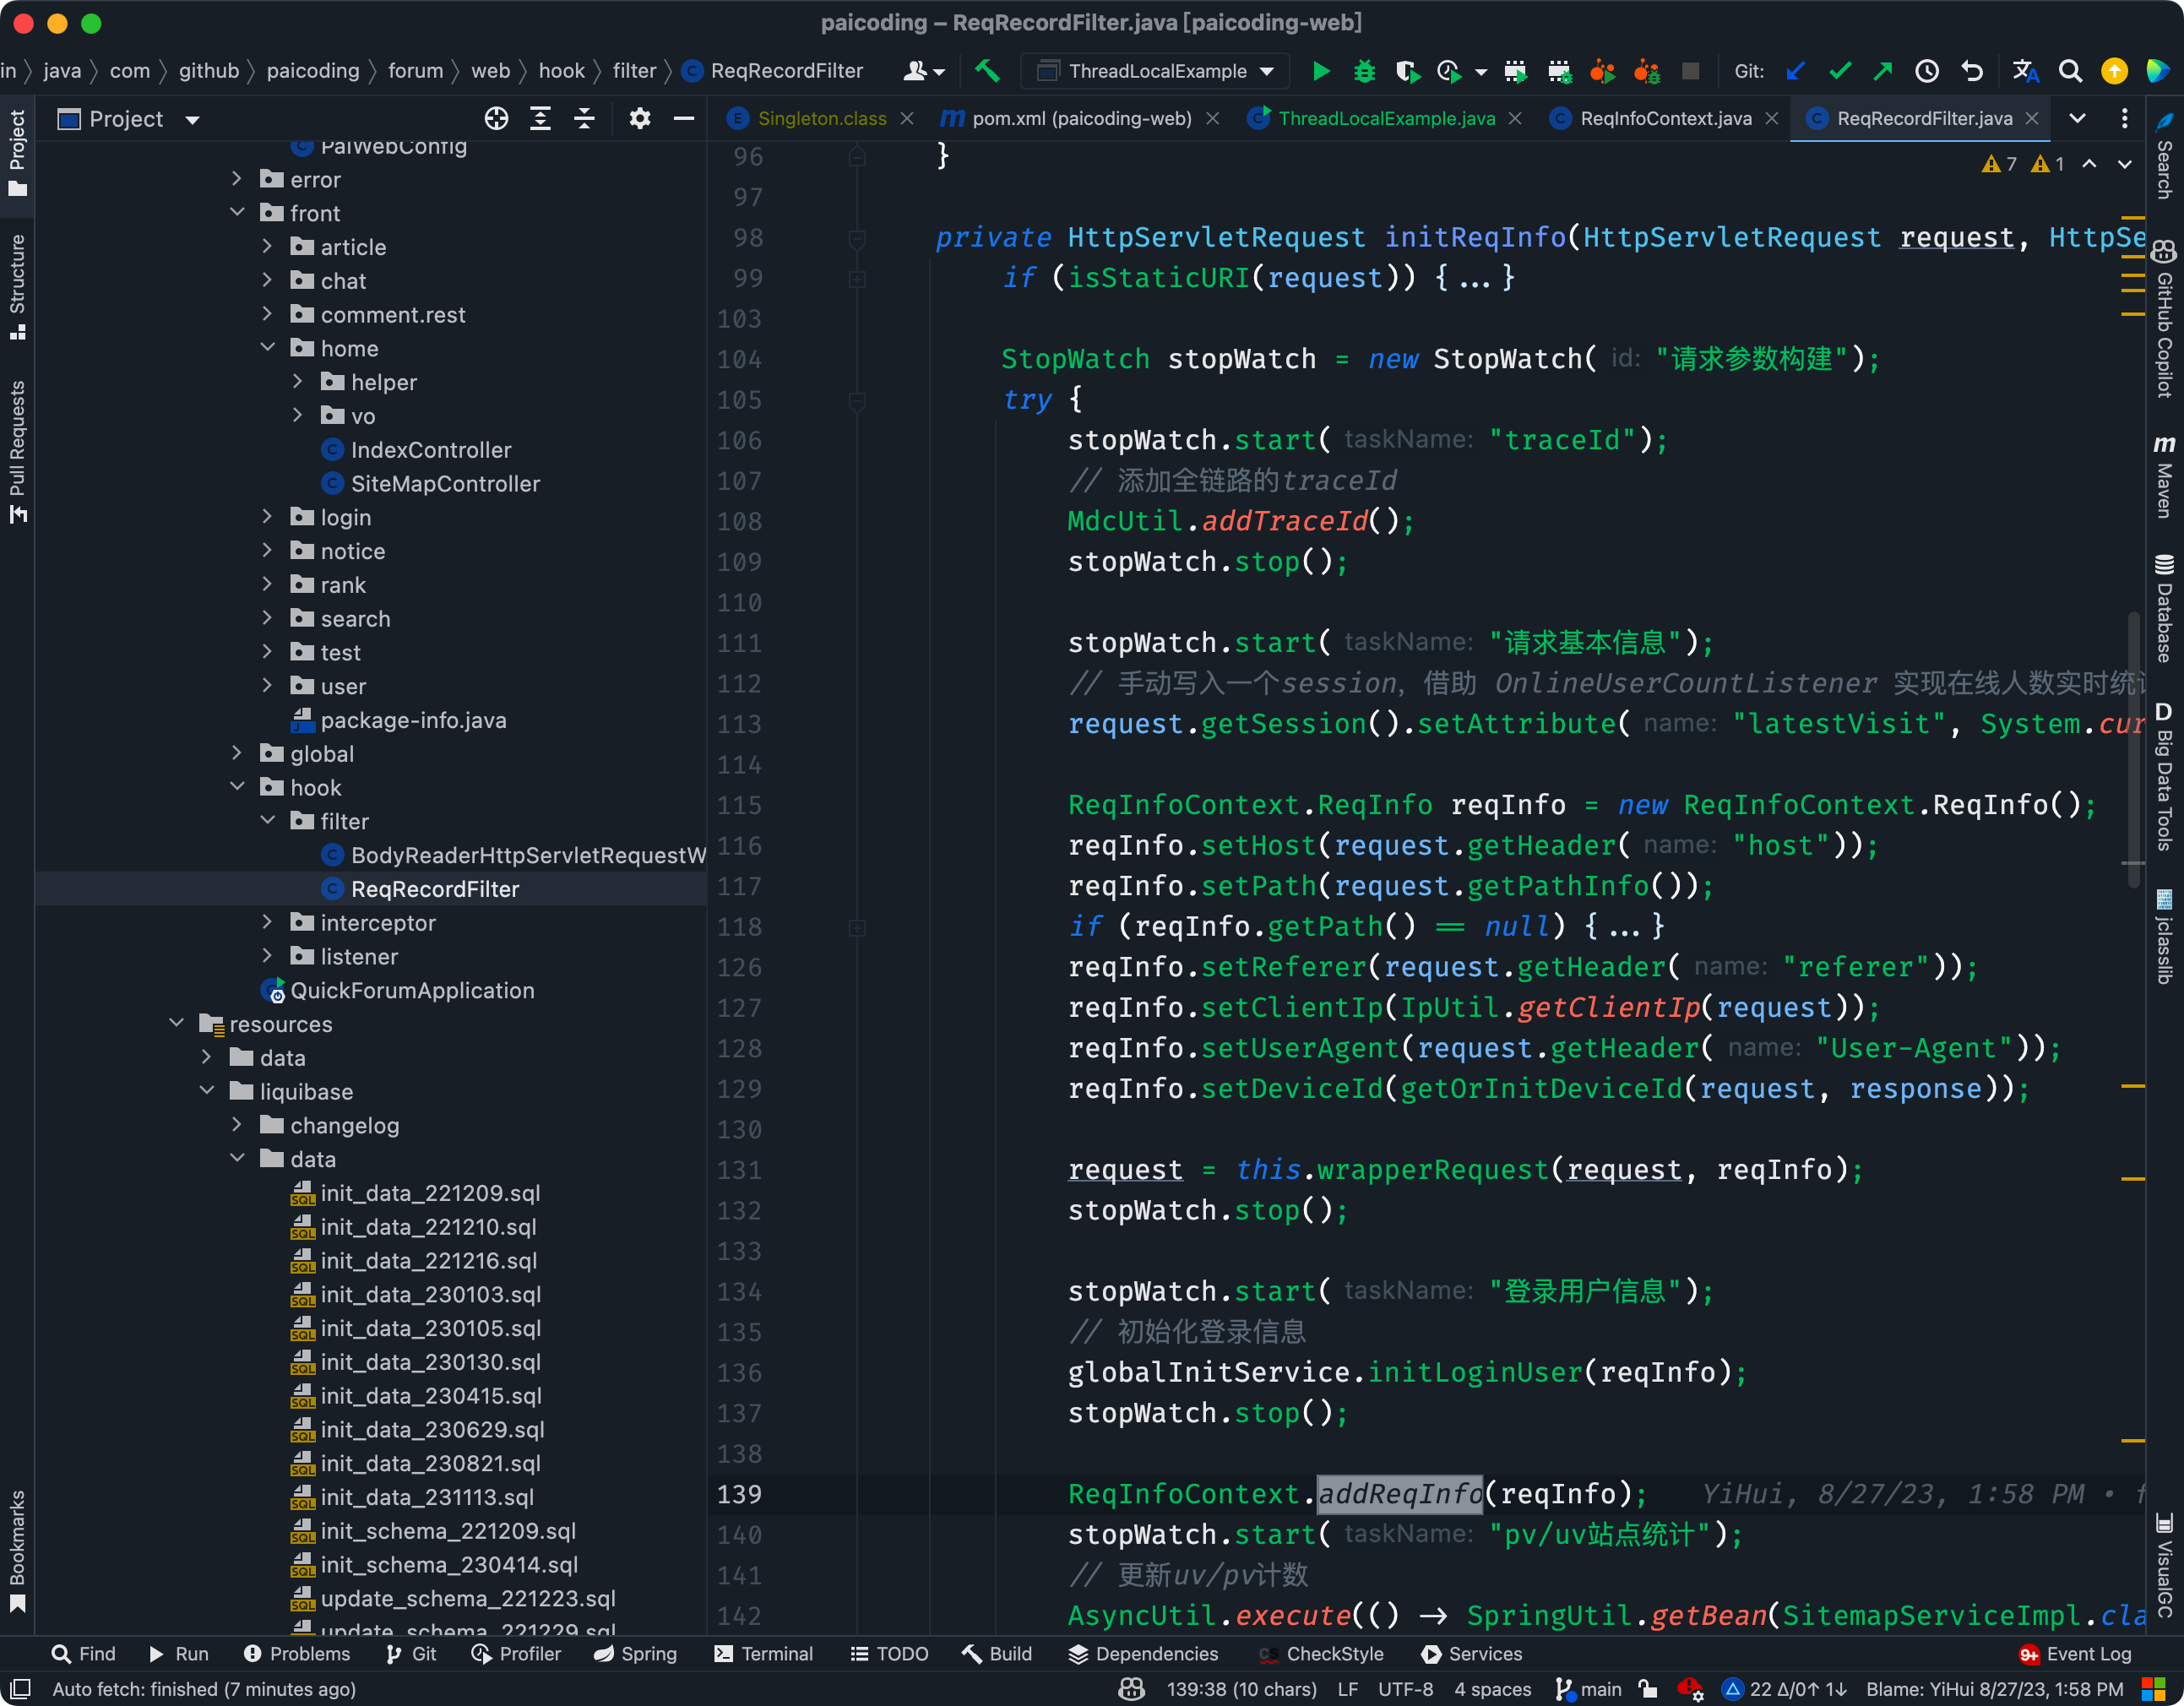 paicoding – ReqRecordFilter.java [paicoding-web]
in java com github paicoding forum web hook filter ReqRecordFilter ThreadLocalExample Git:
Project
Singleton.class pom.xml (paicoding-web) ThreadLocalExample.java ReqInfoContext.java ReqRecordFilter.java
Project
Structure
Pull Requests
Bookmarks
PaiWebConfig
error
front
article
chat
comment.rest
home
helper
vo
IndexController
SiteMapController
login
notice
rank
search
test
user
package-info.java
global
hook
filter
BodyReaderHttpServletRequestW
ReqRecordFilter
interceptor
listener
QuickForumApplication
resources
data
liquibase
changelog
data
init_data_221209.sql
init_data_221210.sql
init_data_221216.sql
init_data_230103.sql
init_data_230105.sql
init_data_230130.sql
init_data_230415.sql
init_data_230629.sql
init_data_230821.sql
init_data_231113.sql
init_schema_221209.sql
init_schema_230414.sql
update_schema_221223.sql
update_schema_221229.sql
7 1
96 }
97
98 private HttpServletRequest initReqInfo(HttpServletRequest request, HttpSe
99 if (isStaticURI(request)) {...}
103
104 StopWatch stopWatch = new StopWatch( id: "请求参数构建");
105 try {
106 stopWatch.start( taskName: "traceId");
107 // 添加全链路的traceId
108 MdcUtil.addTraceId();
109 stopWatch.stop();
110
111 stopWatch.start( taskName: "请求基本信息");
112 // 手动写入一个session, 借助 OnlineUserCountListener 实现在线人数实时统
113 request.getSession().setAttribute( name: "latestVisit", System.cur
114
115 ReqInfoContext.ReqInfo reqInfo = new ReqInfoContext.ReqInfo();
116 reqInfo.setHost(request.getHeader( name: "host"));
117 reqInfo.setPath(request.getPathInfo());
118 if (reqInfo.getPath() == null) {...}
126 reqInfo.setReferer(request.getHeader( name: "referer"));
127 reqInfo.setClientIp(IpUtil.getClientIp(request));
128 reqInfo.setUserAgent(request.getHeader( name: "User-Agent"));
129 reqInfo.setDeviceId(getOrInitDeviceId(request, response));
130
131 request = this.wrapperRequest(request, reqInfo);
132 stopWatch.stop();
133
134 stopWatch.start( taskName: "登录用户信息");
135 // 初始化登录信息
136 globalInitService.initLoginUser(reqInfo);
137 stopWatch.stop();
138
139 ReqInfoContext.addReqInfo(reqInfo); YiHui, 8/27/23, 1:58 PM • f
140 stopWatch.start( taskName: "pv/uv站点统计");
141 // 更新uv/pv计数
142 AsyncUtil.execute(() -> SpringUtil.getBean(SitemapServiceImpl.cla
Search
GitHub Copilot
Maven
Database
Big Data Tools
jclasslib
VisualGC
Find Run Problems Git Profiler Spring Terminal TODO Build Dependencies CheckStyle Services 9+ Event Log
Auto fetch: finished (7 minutes ago) 139:38 (10 chars) LF UTF-8 4 spaces main 22 Δ/0↑ 1↓ Blame: YiHui 8/27/23, 1:58 PM